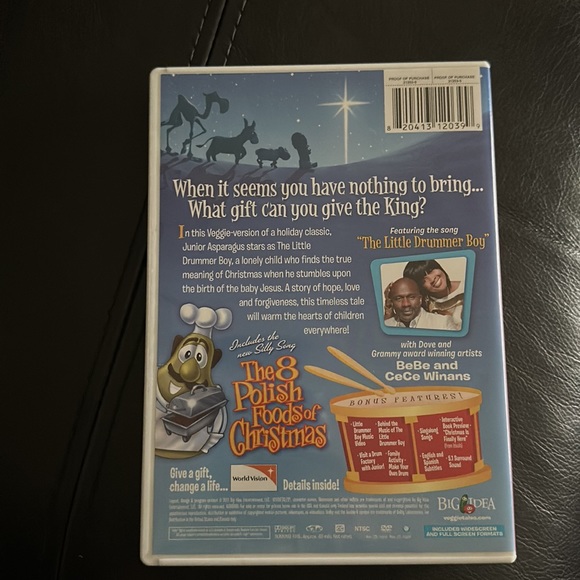 PROOF OF PURCHASE
PROOF OF PURCHASE
8 20413 12039 9
When it seems you have nothing to bring...
What gift can you give the King?
In this Veggie-version of a holiday classic,
Junior Asparagus stars as The Little
Drummer Boy, a lonely child who finds the true
meaning of Christmas when he stumbles upon
the birth of the baby Jesus. A story of hope, love
and forgiveness, this timeless tale
will warm the hearts of children
everywhere!
Featuring the song
"The Little Drummer Boy"
with Dove and
Grammy award winning artists
BeBe and
CeCe Winans
Includes the
new Silly Song
The 8
Polish
Foods of
Christmas
BONUS FEATURES!
• Little
Drummer
Boy Music
Video
• Behind
the Music of
The Little
Drummer Boy
• Singalong
Songs
• Interactive
Book Preview -
"Christmas Is
Finally Here"
• Visit a Drum
Factory
with Junior!
• Family
Activity -
Make Your
Own Drum
• English and
Spanish
Subtitles
• 5.1 Surround
Sound!
Give a gift,
change a life...
World Vision
Details inside!
BIG IDEA
veggietales.com
DVD
NTSC
INCLUDES WIDESCREEN
AND FULL SCREEN FORMATS